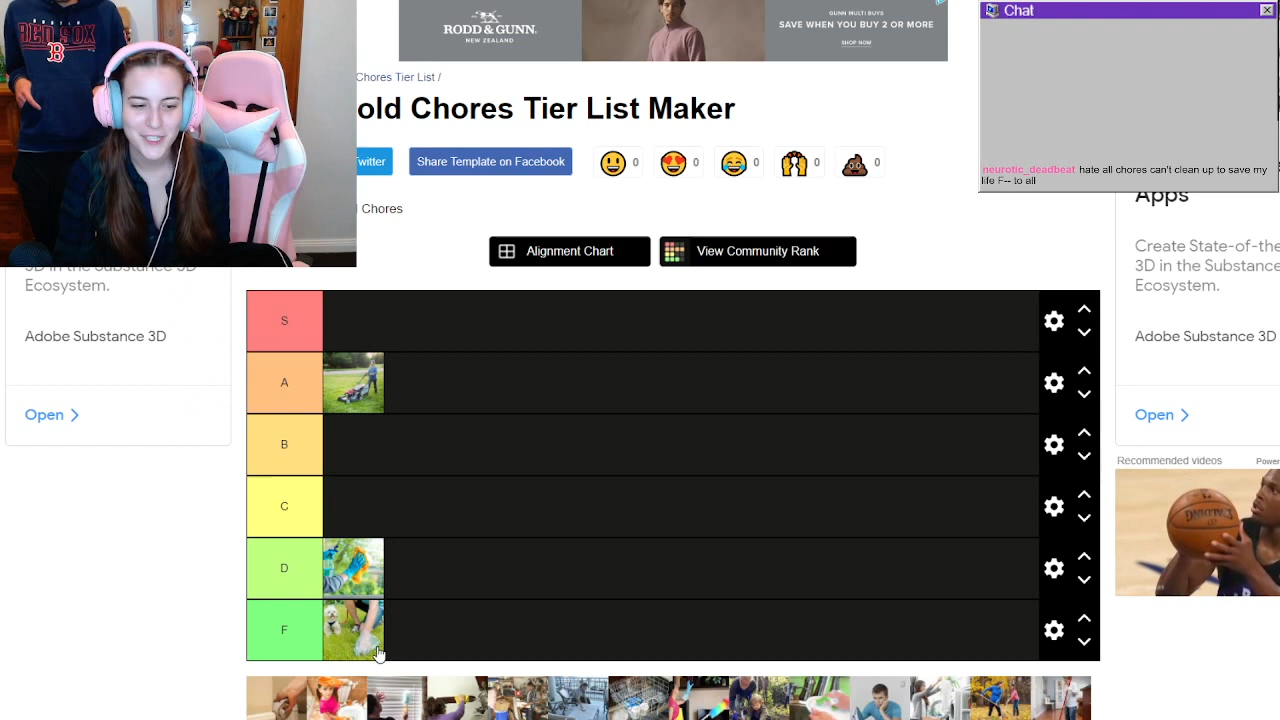 RED SOX
B
RODD & GUNN
NEW ZEALAND
GUNN MULTI BUYS
SAVE WHEN YOU BUY 2 OR MORE
SHOP NOW
Chat
neurotic_deadbeat hate all chores can't clean up to save my
life F-- to all
Chores Tier List /
old Chores Tier List Maker
Twitter
Share Template on Facebook
0
0
0
0
0
Chores
Alignment Chart
View Community Rank
3D in the Substance 3D
Ecosystem.
Adobe Substance 3D
Open
Apps
Create State-of-the
3D in the Substance
Ecosystem.
Adobe Substance 3D
Open
Recommended videos
Power
SPALDING
S
A
B
C
D
F